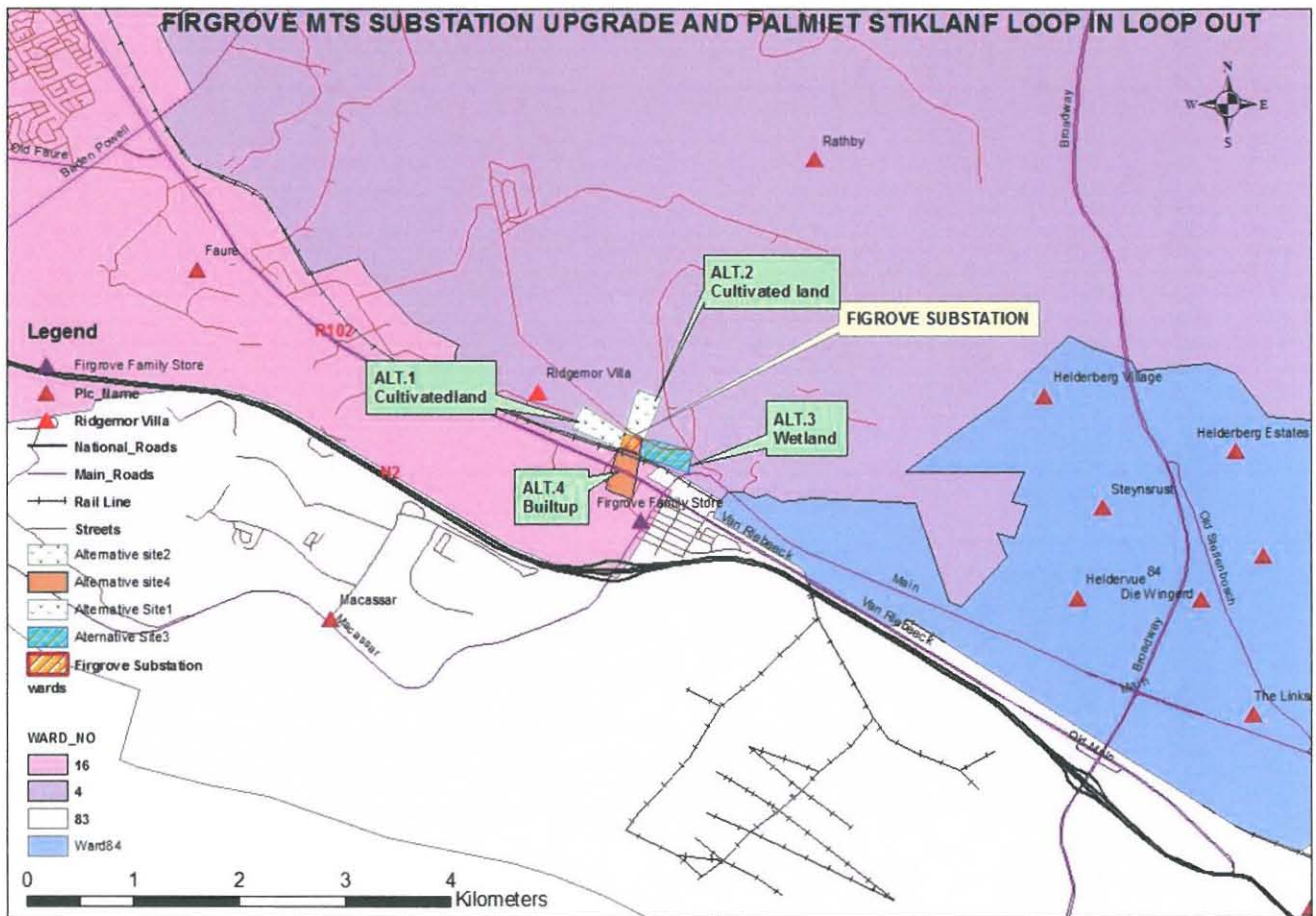 FIRGROVE MTS SUBSTATION UPGRADE AND PALMIET STIKLANF LOOP IN LOOP OUT
N
W
E
S
Broadway
Rathby
Old Faure
Baden Powell
Faure
ALT.2
Cultivated land
FIGROVE SUBSTATION
R102
Ridgemor Villa
ALT.1
Cultivatedland
ALT.3
Wetland
Helderberg Village
Helderberg Estates
N2
ALT.4
Builtup
Firgrove Family Store
Steynsrust
Old Stellenbosch
Van Riebeeck
Main
Heldervue
84
Die Wingerd
Van Riebeeck
Macassar
Macassar
Broadway
Main
The Links
Old Main
Legend
Firgrove Family Store
Plc_Name
Ridgemor Villa
National_Roads
Main_Roads
Rail Line
Streets
Alternative site2
Alternative site4
Alternative Site1
Aternative Site3
Firgrove Substation
wards
WARD_NO
16
4
83
Ward84
0 1 2 3 4
Kilometers